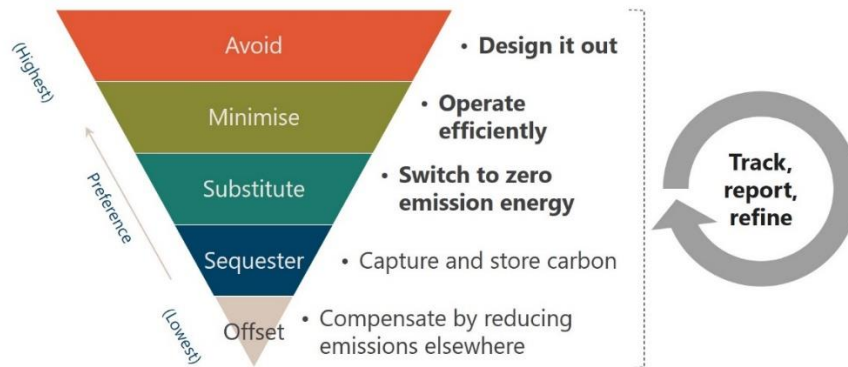 (Highest)
Preference
(Lowest)
Avoid
• Design it out
Minimise
• Operate
efficiently
Substitute
• Switch to zero
emission energy
Sequester
• Capture and store carbon
Offset
• Compensate by reducing
emissions elsewhere
Track,
report,
refine